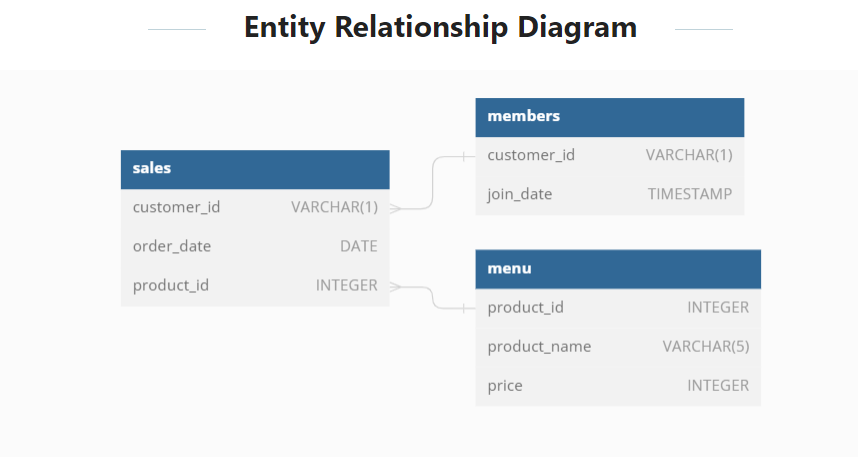 Entity Relationship Diagram
sales
customer_id VARCHAR(1)
order_date DATE
product_id INTEGER
members
customer_id VARCHAR(1)
join_date TIMESTAMP
menu
product_id INTEGER
product_name VARCHAR(5)
price INTEGER